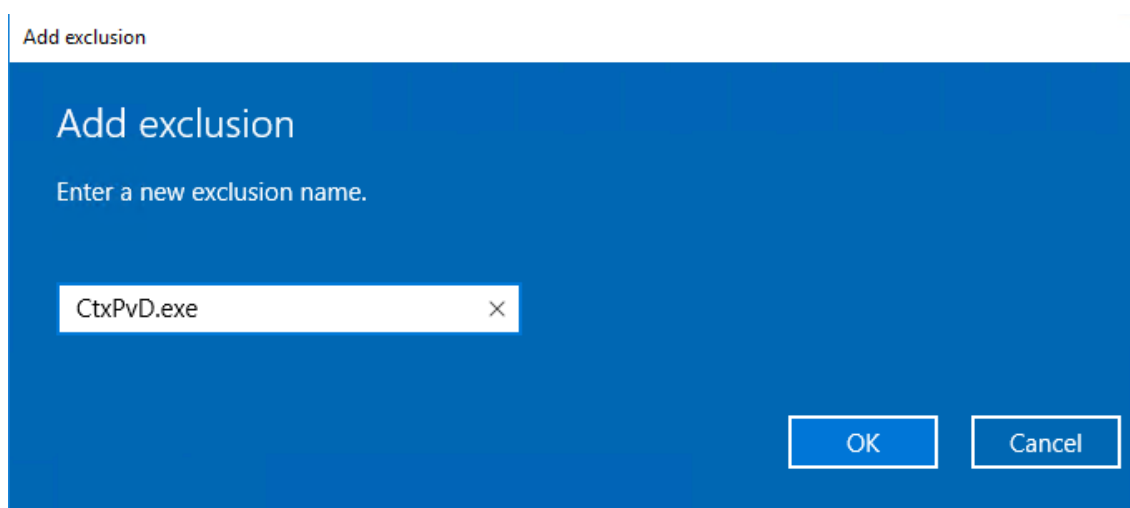 Add exclusion
Add exclusion
Enter a new exclusion name.
CtxPvD.exe
OK Cancel